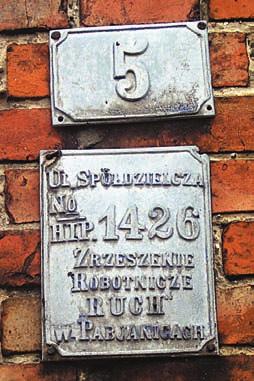 5
Ul. Spółdzielcza
No
HIP. 1426
Zrzeszenie
Robotnicze
"RUCH"
w. Pabjanicach